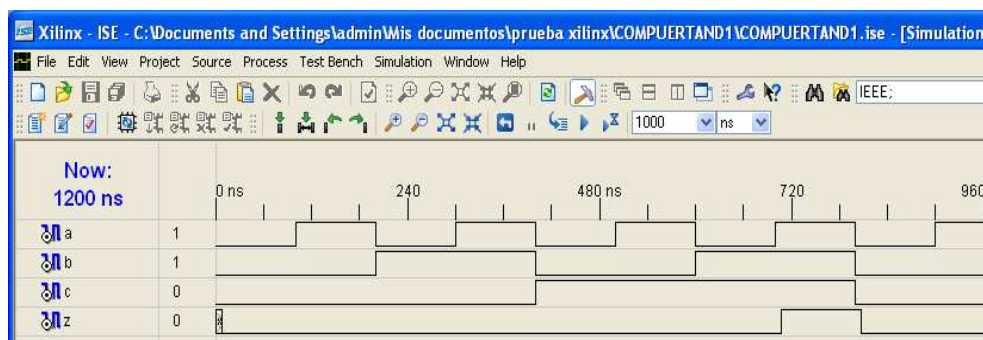 Xilinx - ISE - C:\Documents and Settings\admin\Mis documentos\prueba xilinx\COMPUERTAND1\COMPUERTAND1.ise - [Simulation
File Edit View Project Source Process Test Bench Simulation Window Help
IEEE;
1000 ns
Now:
1200 ns
0 ns 240 480 ns 720 960
a 1
b 1
c 0
z 0